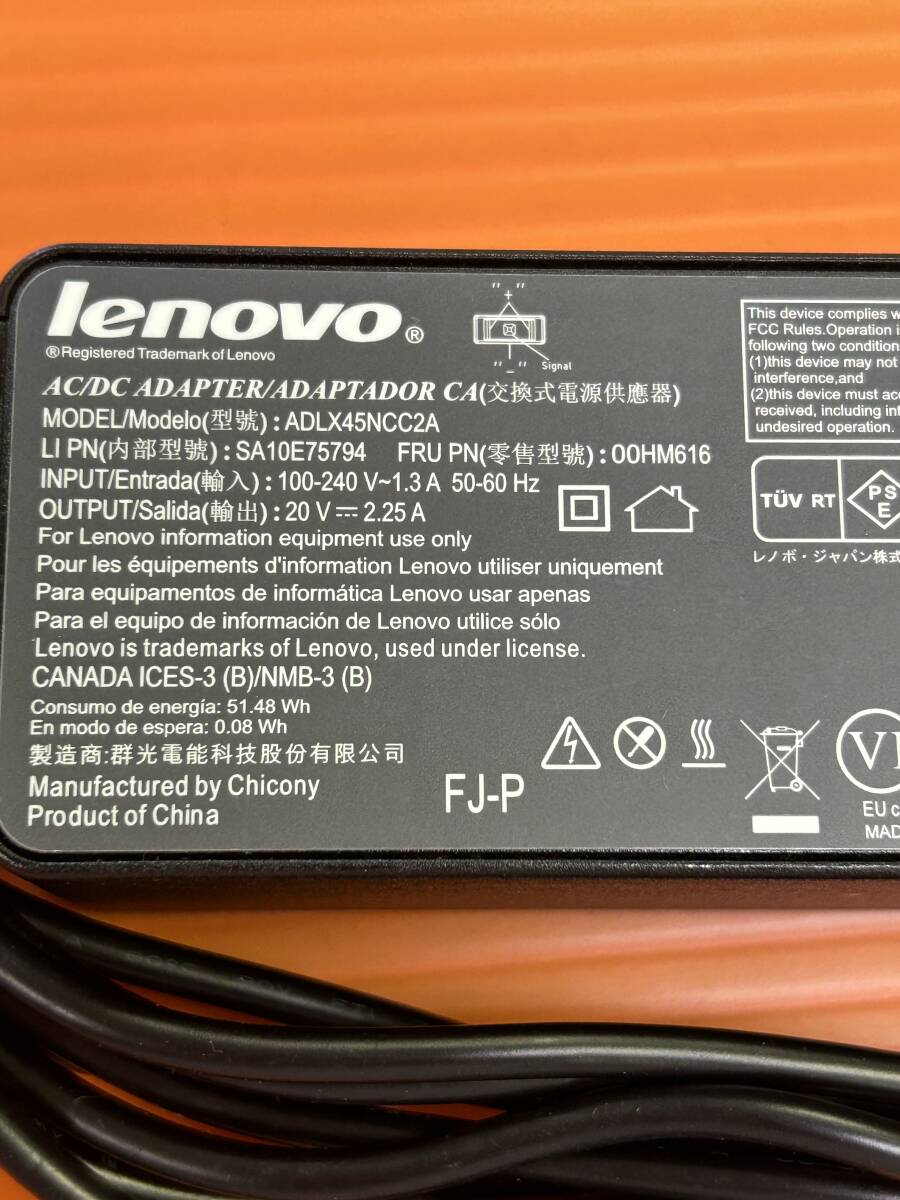 lenovo®
®Registered Trademark of Lenovo
" "
+
" - "
Signal
AC/DC ADAPTER/ADAPTADOR CA(交換式電源供應器)
MODEL/Modelo(型號):ADLX45NCC2A
LI PN(内部型號):SA10E75794 FRU PN(零售型號):00HM616
INPUT/Entrada(輸入):100-240 V~1.3 A 50-60 Hz
OUTPUT/Salida(輸出):20 V⎓2.25 A
For Lenovo information equipment use only
Pour les équipements d'information Lenovo utiliser uniquement
Para equipamentos de informática Lenovo usar apenas
Para el equipo de información de Lenovo utilice sólo
Lenovo is trademarks of Lenovo, used under license.
CANADA ICES-3 (B)/NMB-3 (B)
Consumo de energía: 51.48 Wh
En modo de espera: 0.08 Wh
製造商:群光電能科技股份有限公司
Manufactured by Chicony
Product of China
FJ-P
This device complies
FCC Rules.Operation
following two condition
(1)this device may not
interference,and
(2)this device must
received, including
undesired operation.
TÜV RT
PS
E
レノボ・ジャパン株式
VI
EU
MAD